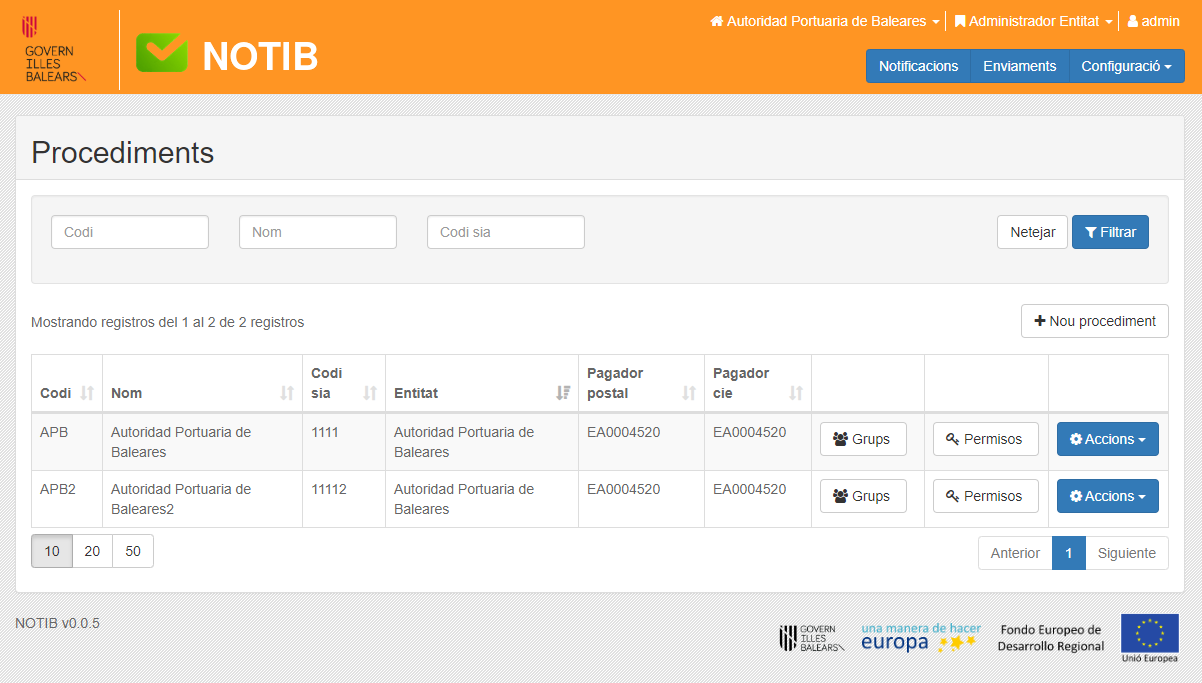 GOVERN
ILLES
BALEARS
NOTIB
Autoridad Portuaria de Baleares
Administrador Entitat
admin
Notificacions
Enviaments
Configuració
Procediments
Codi
Nom
Codi sia
Netejar
Filtrar
Mostrando registros del 1 al 2 de 2 registros
Nou procediment
Codi
Nom
Codi
sia
Entitat
Pagador
postal
Pagador
cie
APB
Autoridad Portuaria de
Baleares
1111
Autoridad Portuaria de
Baleares
EA0004520
EA0004520
Grups
Permisos
Accions
APB2
Autoridad Portuaria de
Baleares2
11112
Autoridad Portuaria de
Baleares
EA0004520
EA0004520
Grups
Permisos
Accions
10
20
50
Anterior
1
Siguiente
NOTIB v0.0.5
GOVERN
ILLES
BALEARS
una manera de hacer
europa
Fondo Europeo de
Desarrollo Regional
Unió Europea